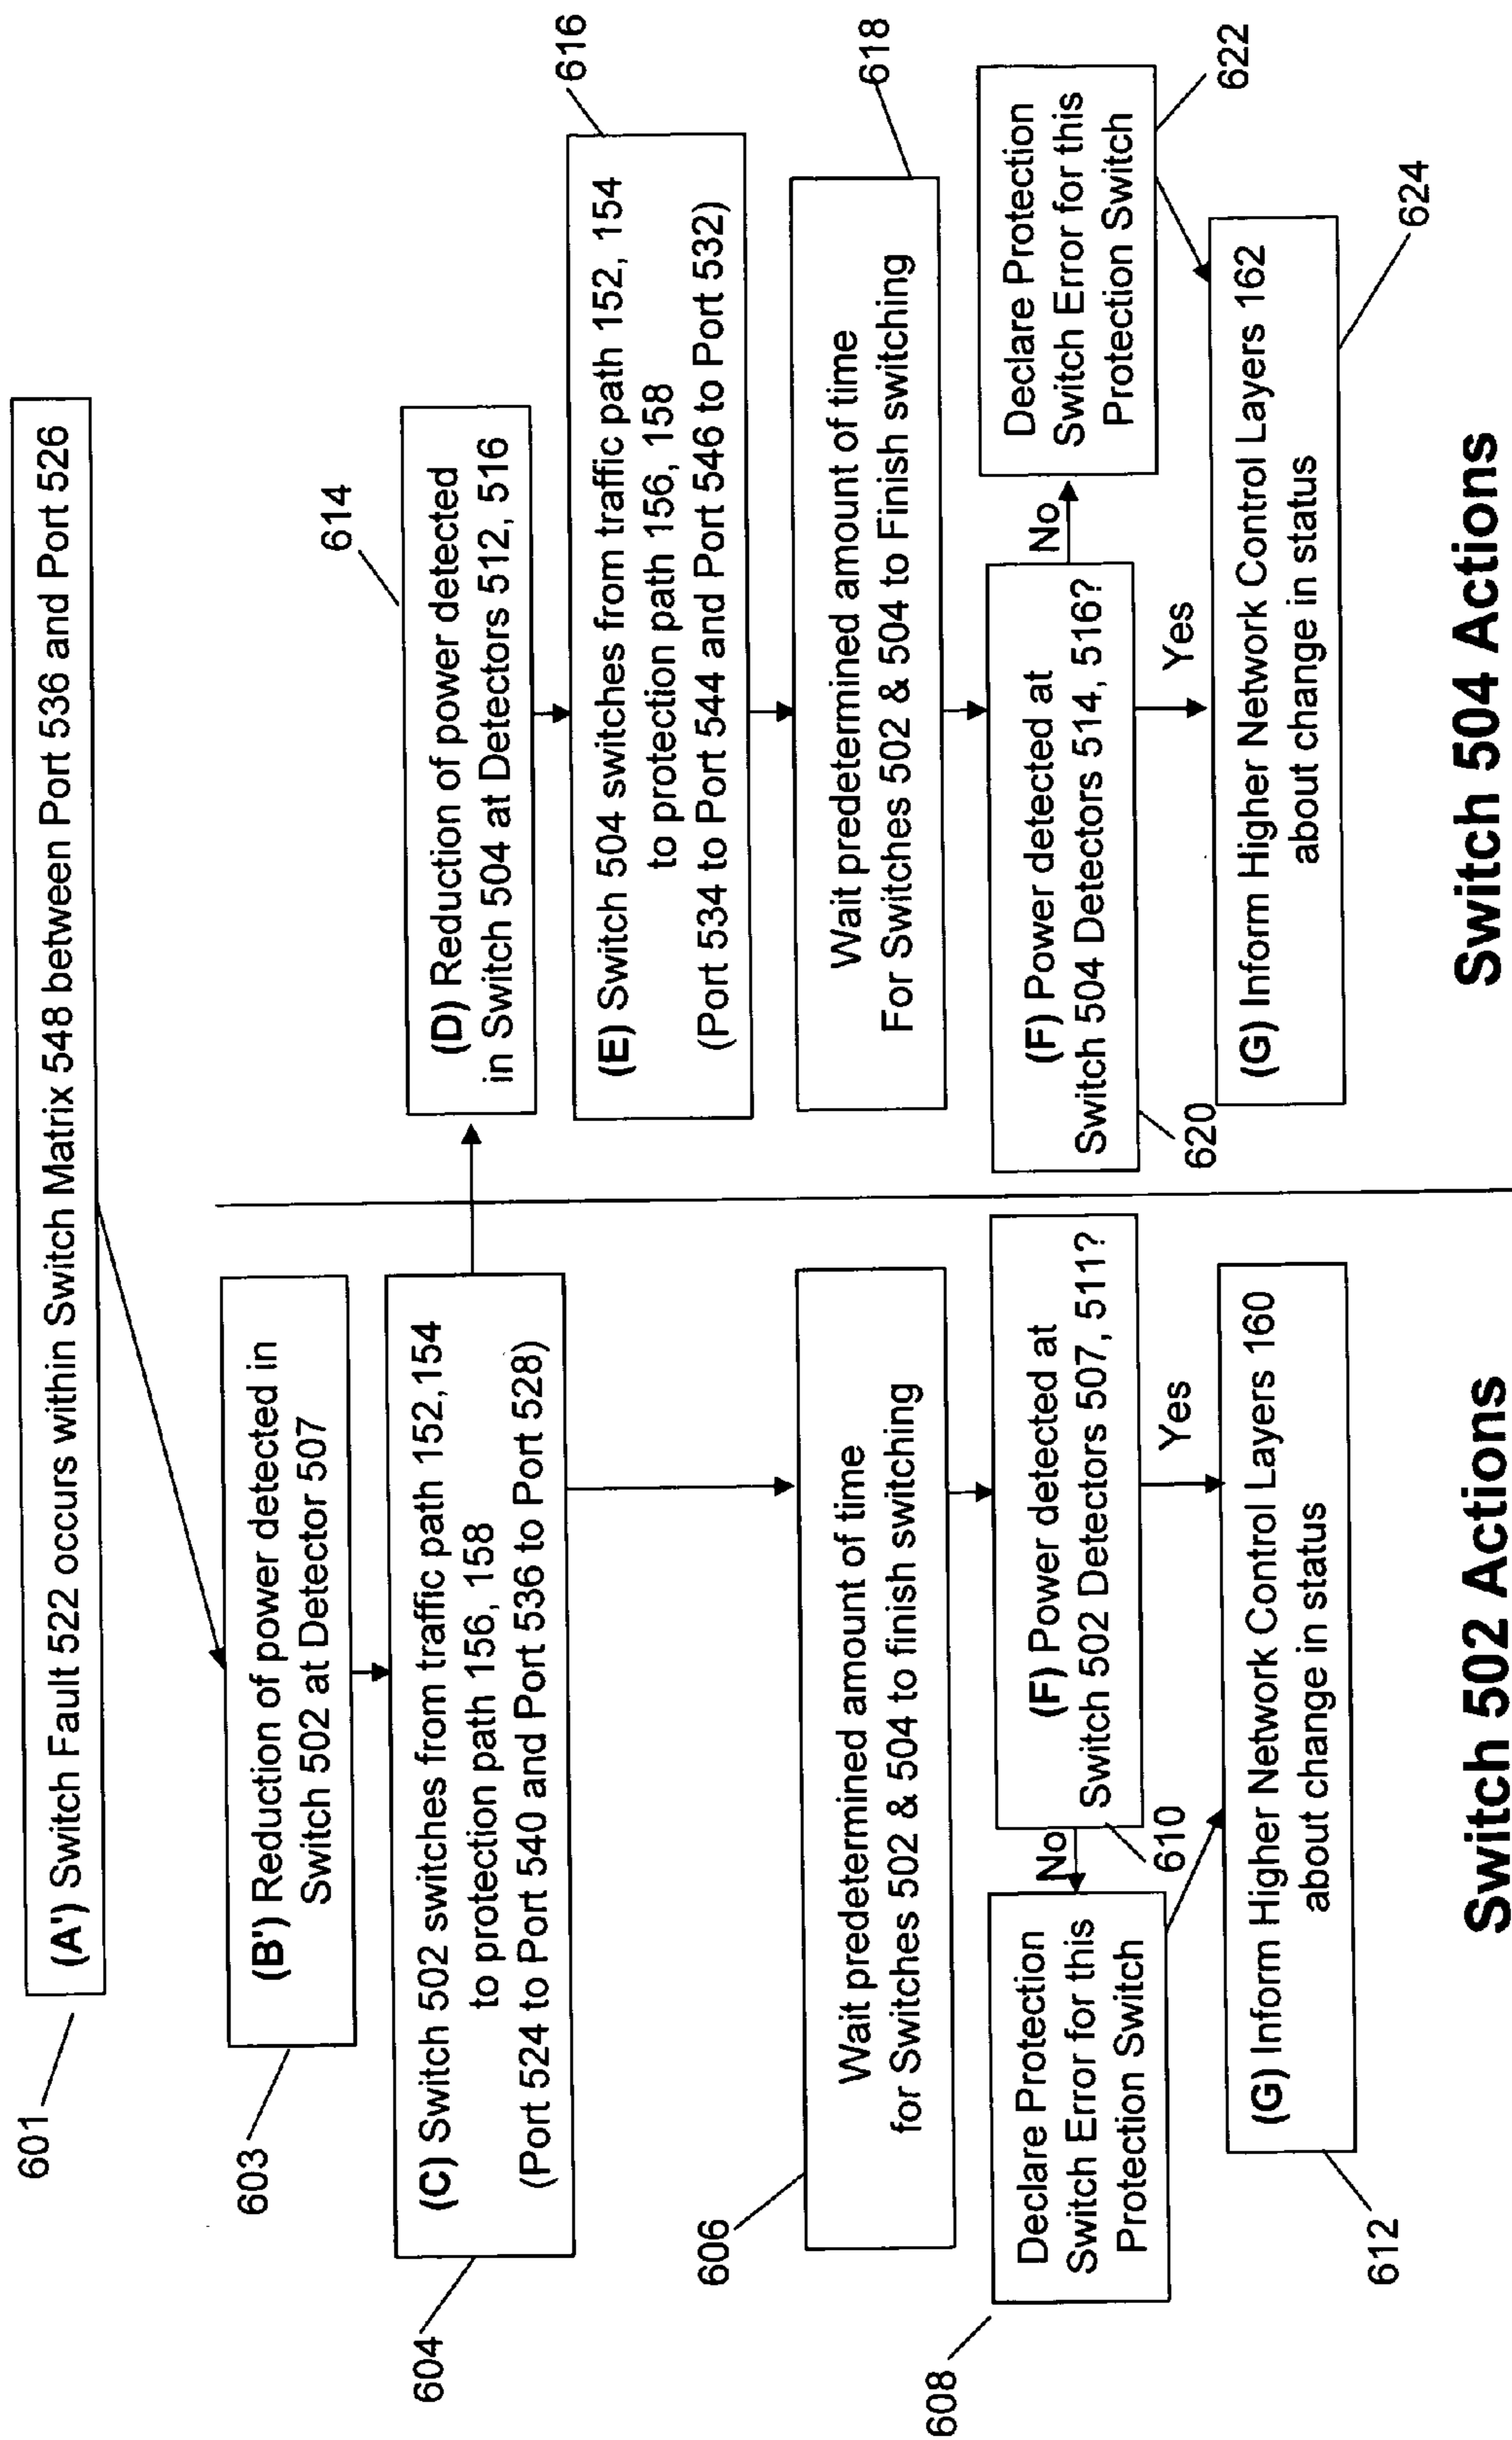 601
(A') Switch Fault 522 occurs within Switch Matrix 548 between Port 536 and Port 526
603
(B') Reduction of power detected in
Switch 502 at Detector 507
604
(C) Switch 502 switches from traffic path 152,154
to protection path 156, 158
(Port 524 to Port 540 and Port 536 to Port 528)
606
Wait predetermined amount of time
for Switches 502 & 504 to finish switching
(F) Power detected at
Switch 502 Detectors 507, 511?
610
No
Yes
608
Declare Protection
Switch Error for this
Protection Switch
(G) Inform Higher Network Control Layers 160
about change in status
612
Switch 502 Actions
614
(D) Reduction of power detected
in Switch 504 at Detectors 512, 516
616
(E) Switch 504 switches from traffic path 152, 154
to protection path 156, 158
(Port 534 to Port 544 and Port 546 to Port 532)
618
Wait predetermined amount of time
For Switches 502 & 504 to Finish switching
(F) Power detected at
Switch 504 Detectors 514, 516?
620
No
Yes
Declare Protection
Switch Error for this
Protection Switch
622
(G) Inform Higher Network Control Layers 162
about change in status
624
Switch 504 Actions